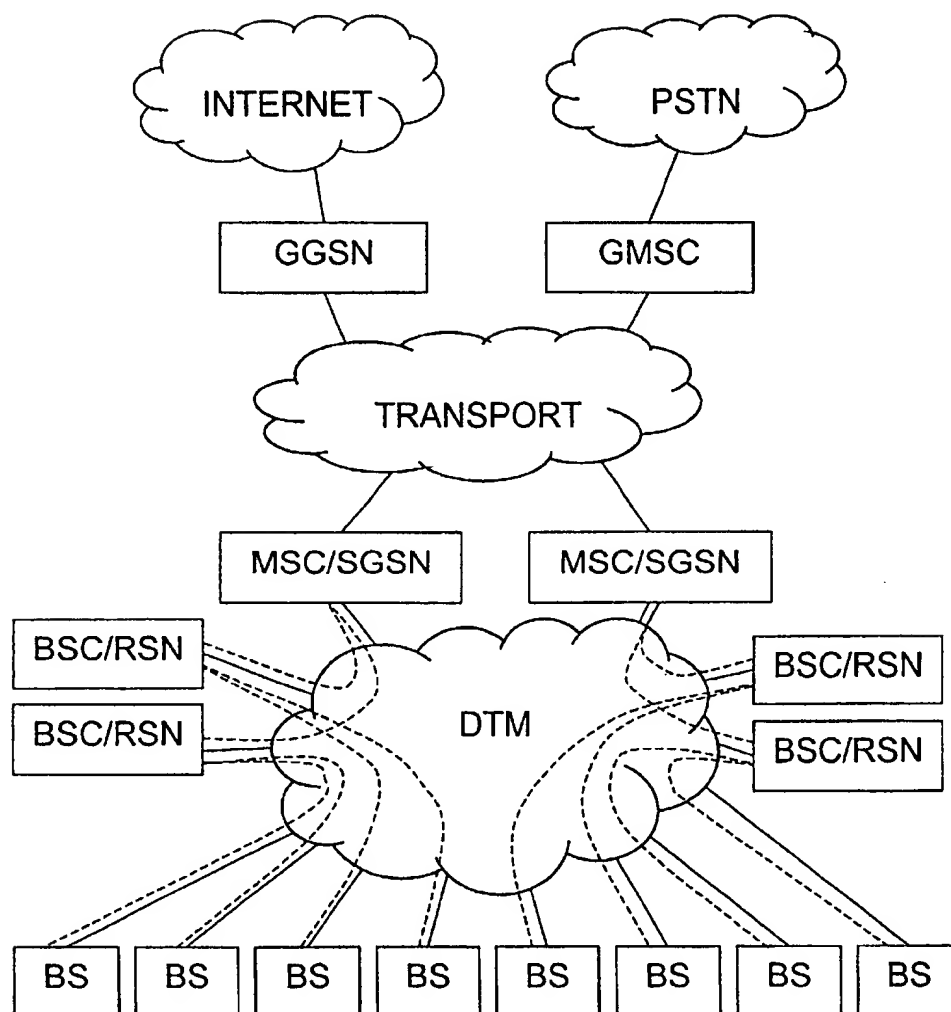 INTERNET
PSTN
GGSN
GMSC
TRANSPORT
MSC/SGSN
MSC/SGSN
BSC/RSN
BSC/RSN
DTM
BSC/RSN
BSC/RSN
BS
BS
BS
BS
BS
BS
BS
BS